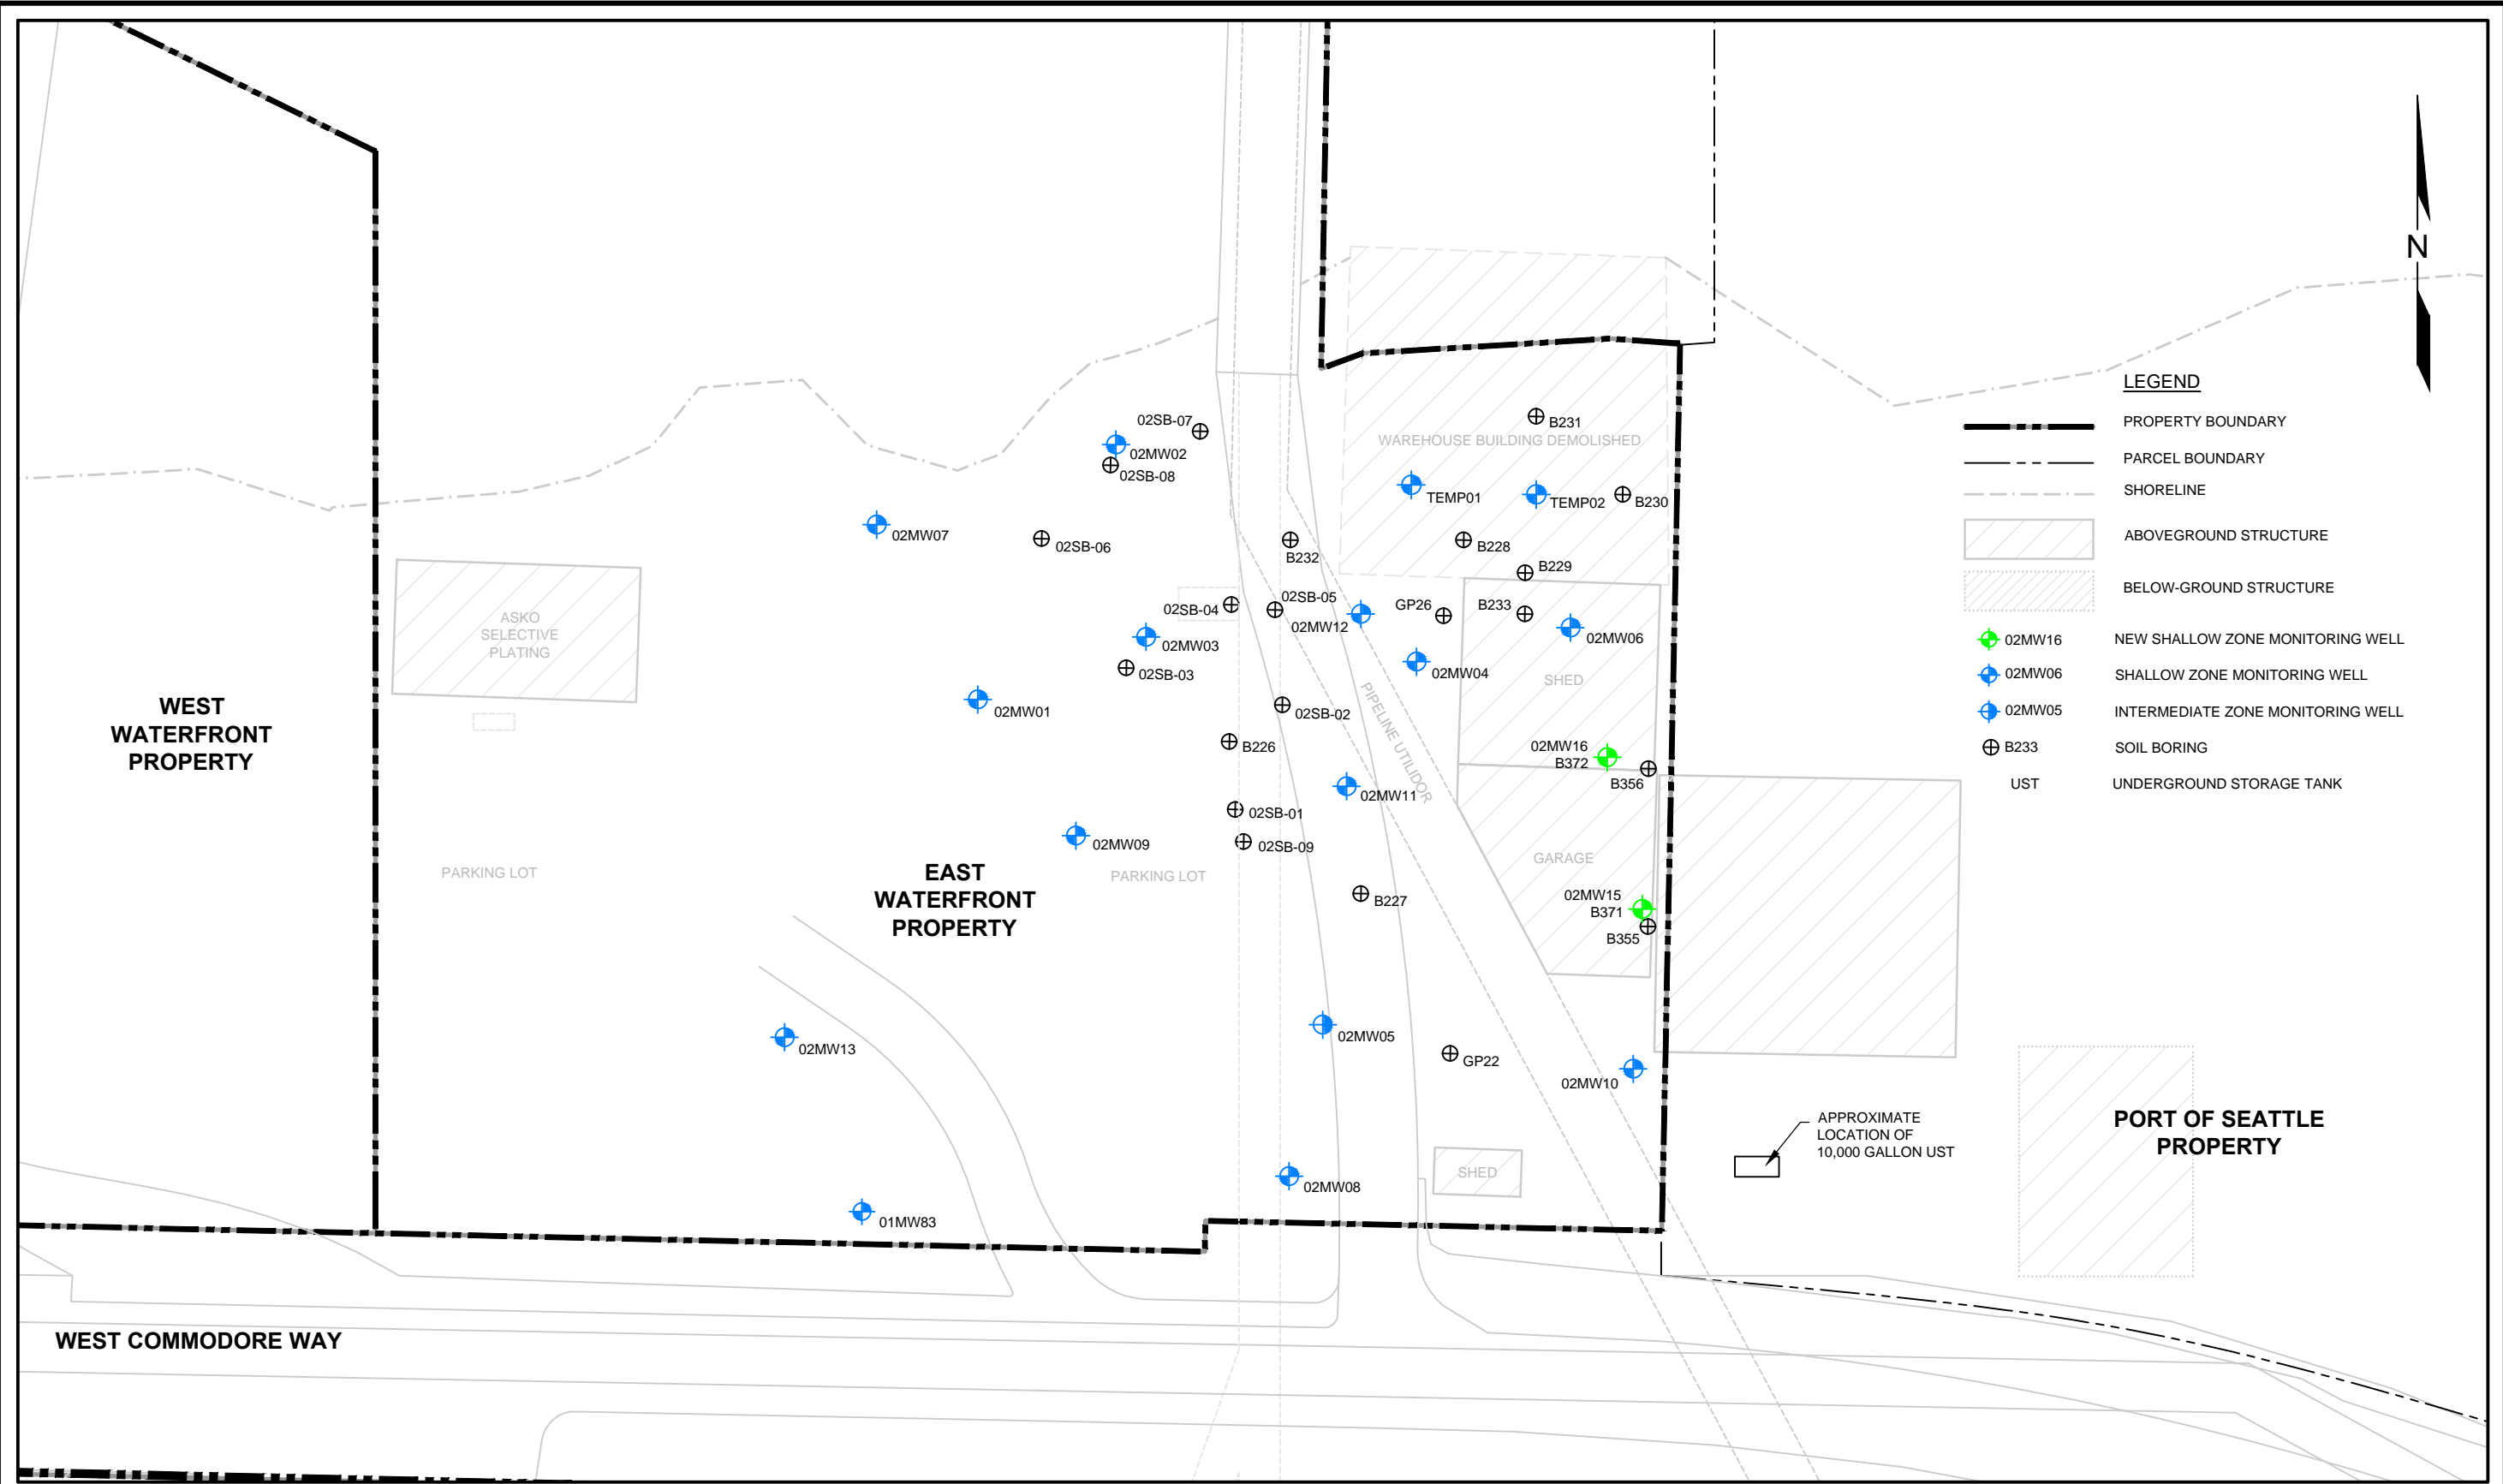 N
LEGEND
PROPERTY BOUNDARY
PARCEL BOUNDARY
SHORELINE
ABOVEGROUND STRUCTURE
BELOW-GROUND STRUCTURE
02MW16 NEW SHALLOW ZONE MONITORING WELL
02MW06 SHALLOW ZONE MONITORING WELL
02MW05 INTERMEDIATE ZONE MONITORING WELL
B233 SOIL BORING
UST UNDERGROUND STORAGE TANK
02SB-07
02MW02
02SB-08
B231
WAREHOUSE BUILDING DEMOLISHED
TEMP01
TEMP02
B230
02MW07
02SB-06
B232
B228
B229
ASKO
SELECTIVE
PLATING
02SB-04
02SB-05
02MW12
GP26
B233
02MW06
02MW03
02SB-03
02MW04
SHED
02MW01
02SB-02
PIPELINE UTILIDOR
WEST
WATERFRONT
PROPERTY
B226
02MW16
B372
B356
02MW11
02SB-01
02MW09
02SB-09
GARAGE
PARKING LOT
EAST
WATERFRONT
PROPERTY
PARKING LOT
B227
02MW15
B371
B355
02MW13
02MW05
GP22
02MW10
APPROXIMATE
LOCATION OF
10,000 GALLON UST
PORT OF SEATTLE
PROPERTY
SHED
02MW08
01MW83
WEST COMMODORE WAY